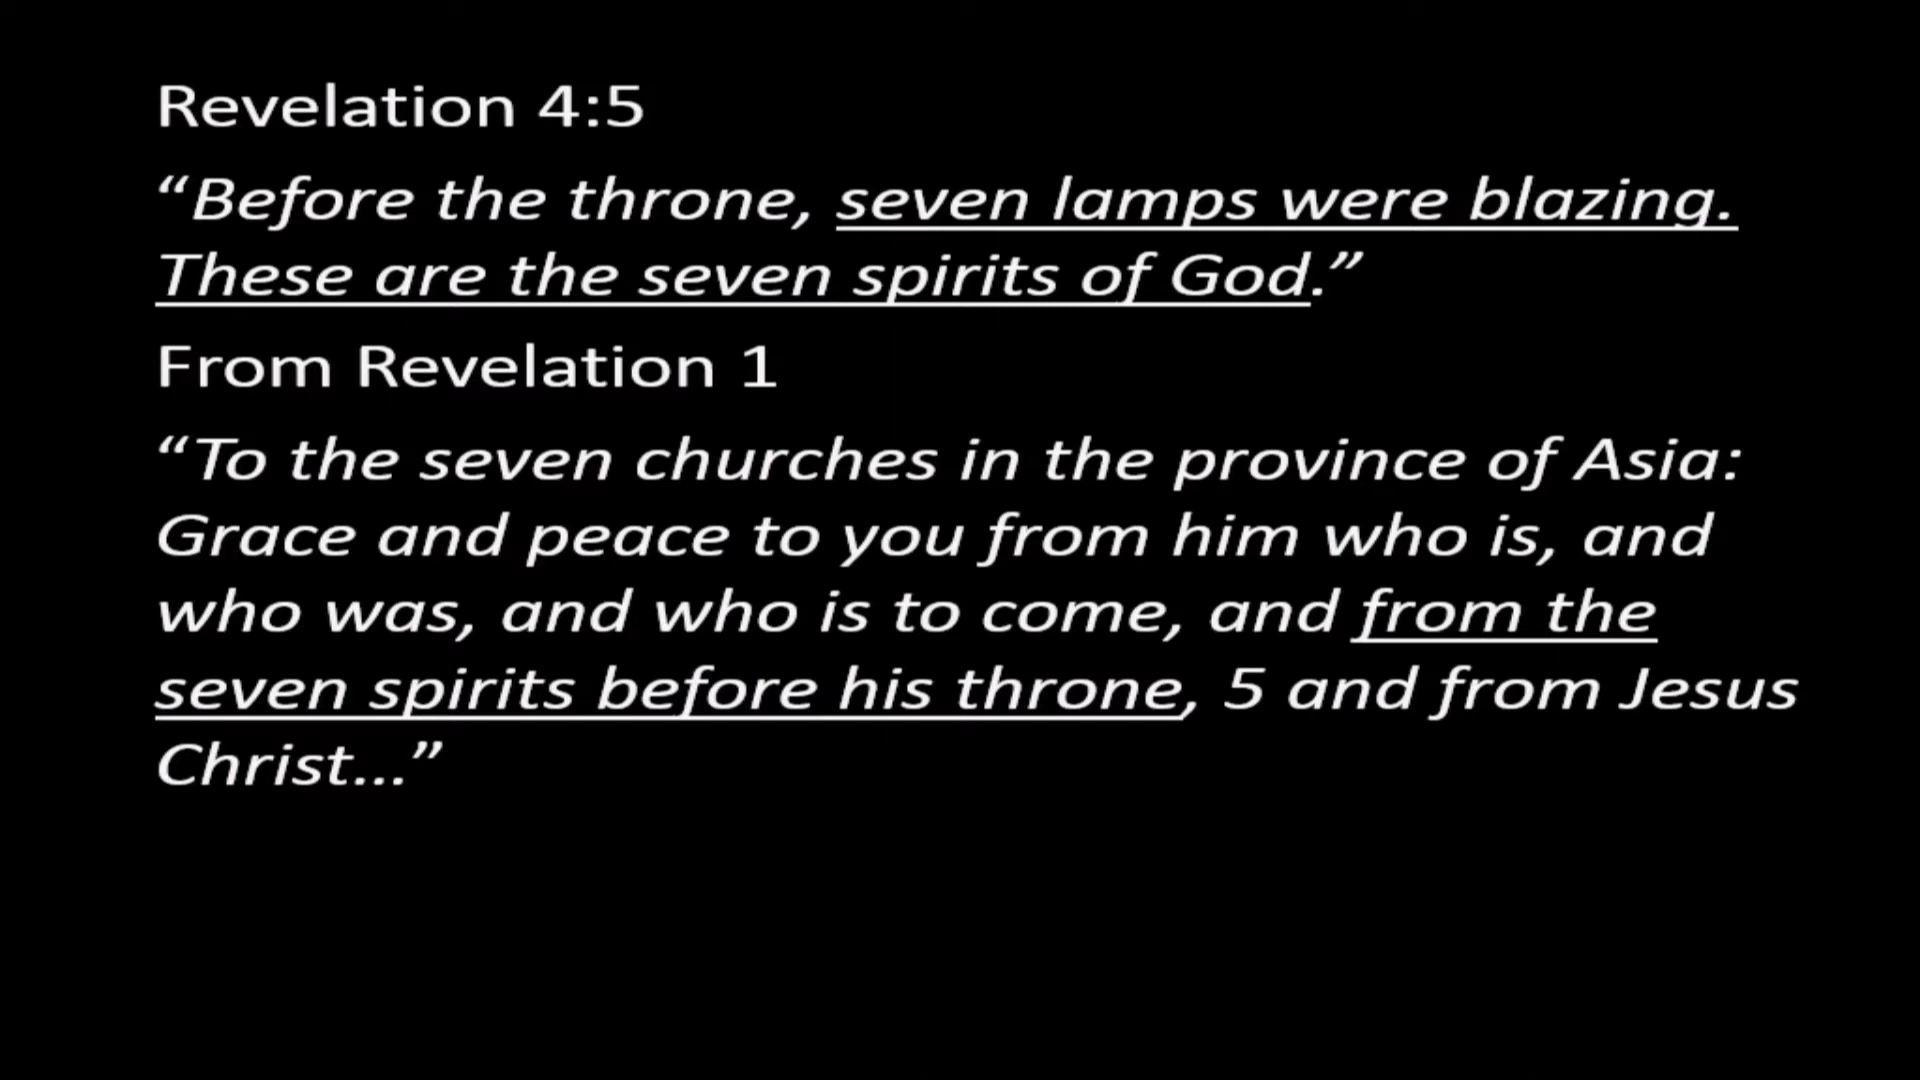 Revelation 4:5
“Before the throne, seven lamps were blazing.
These are the seven spirits of God.”
From Revelation 1
“To the seven churches in the province of Asia:
Grace and peace to you from him who is, and
who was, and who is to come, and from the
seven spirits before his throne, 5 and from Jesus
Christ…”